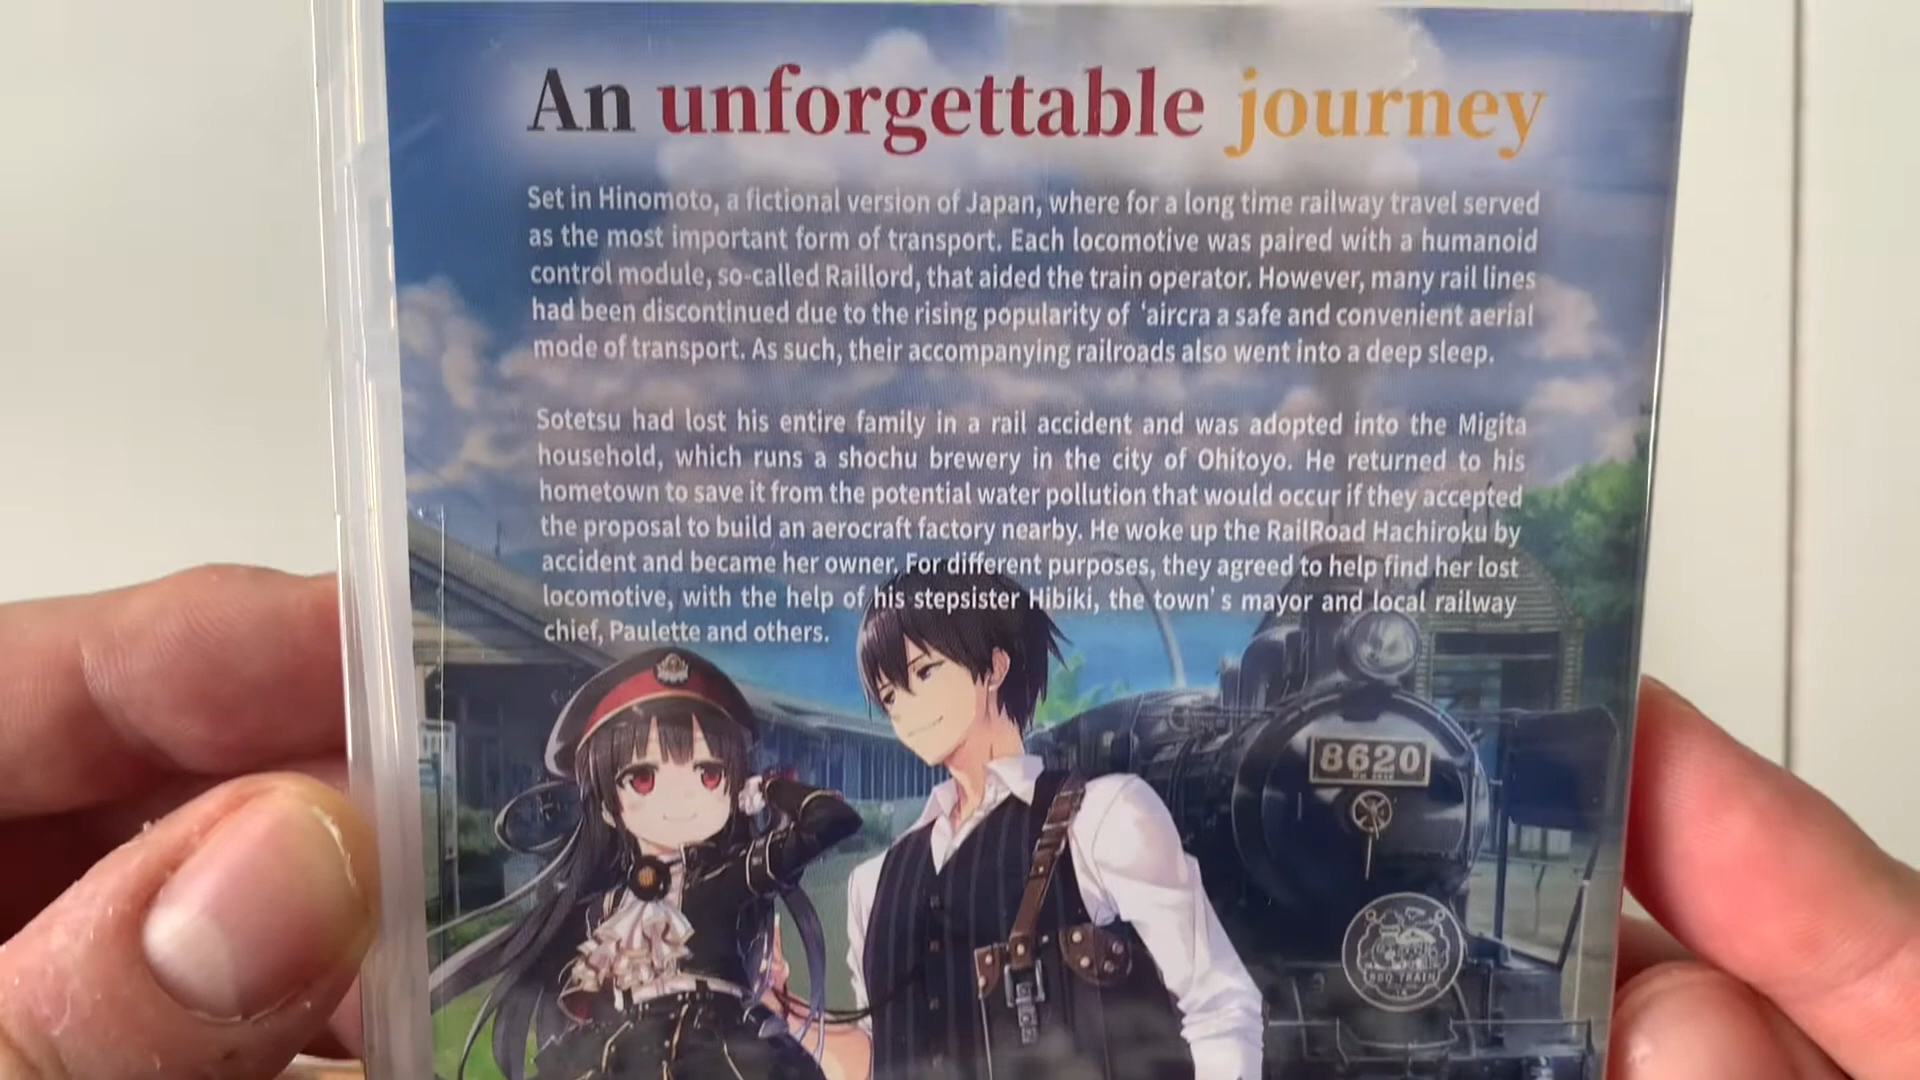 An unforgettable journey
Set in Hinomoto, a fictional version of Japan, where for a long time railway travel served
as the most important form of transport. Each locomotive was paired with a humanoid
control module, so-called Raillord, that aided the train operator. However, many rail lines
had been discontinued due to the rising popularity of ‘aircra a safe and convenient aerial
mode of transport. As such, their accompanying railroads also went into a deep sleep.
Sotetsu had lost his entire family in a rail accident and was adopted into the Migita
household, which runs a shochu brewery in the city of Ohitoyo. He returned to his
hometown to save it from the potential water pollution that would occur if they accepted
the proposal to build an aerocraft factory nearby. He woke up the RailRoad Hachiroku by
accident and became her owner. For different purposes, they agreed to help find her lost
locomotive, with the help of his stepsister Hibiki, the town's mayor and local railway
chief, Paulette and others.
8620
TRAIN